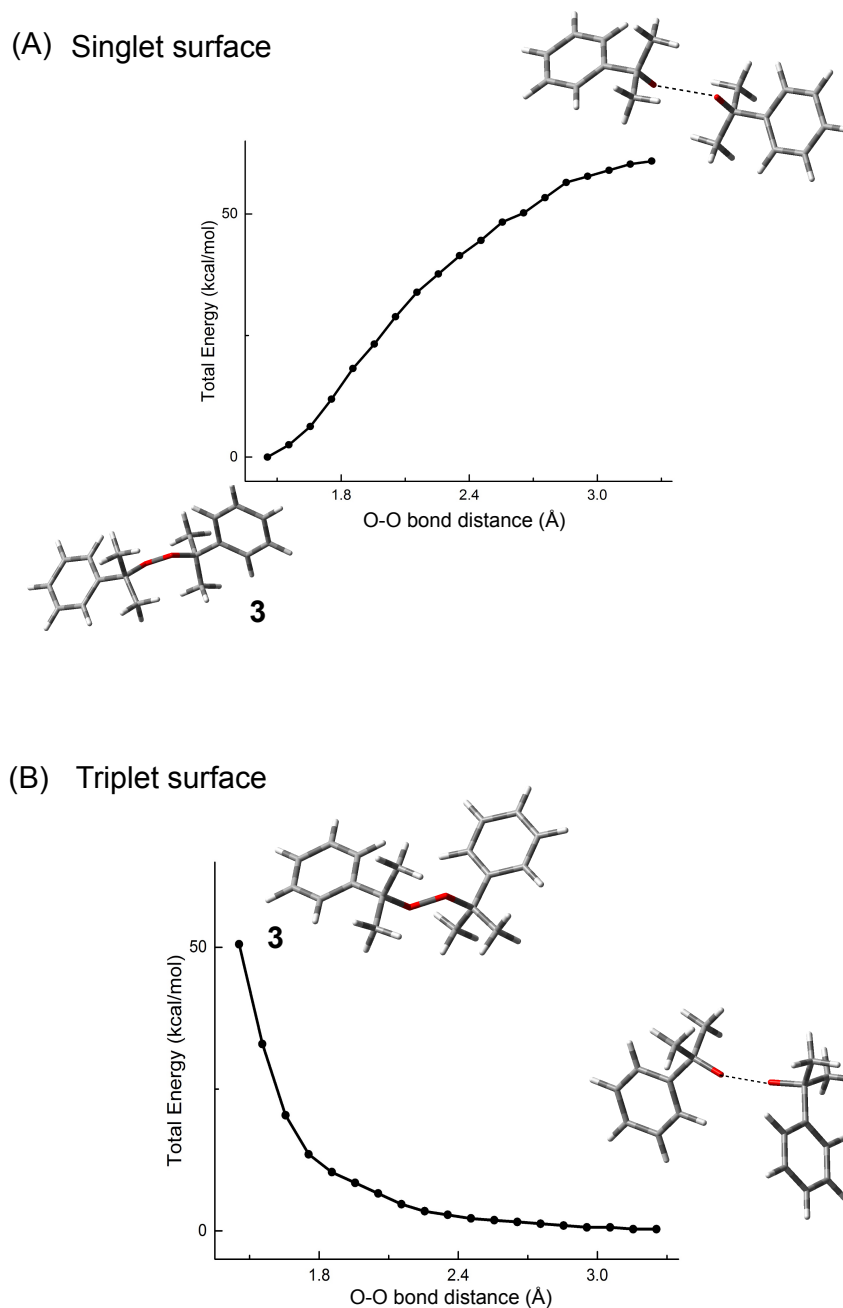 (A) Singlet surface
Total Energy (kcal/mol)
50
0
1.8 2.4 3.0
O-O bond distance (Å)
3
(B) Triplet surface
Total Energy (kcal/mol)
50
0
3
1.8 2.4 3.0
O-O bond distance (Å)